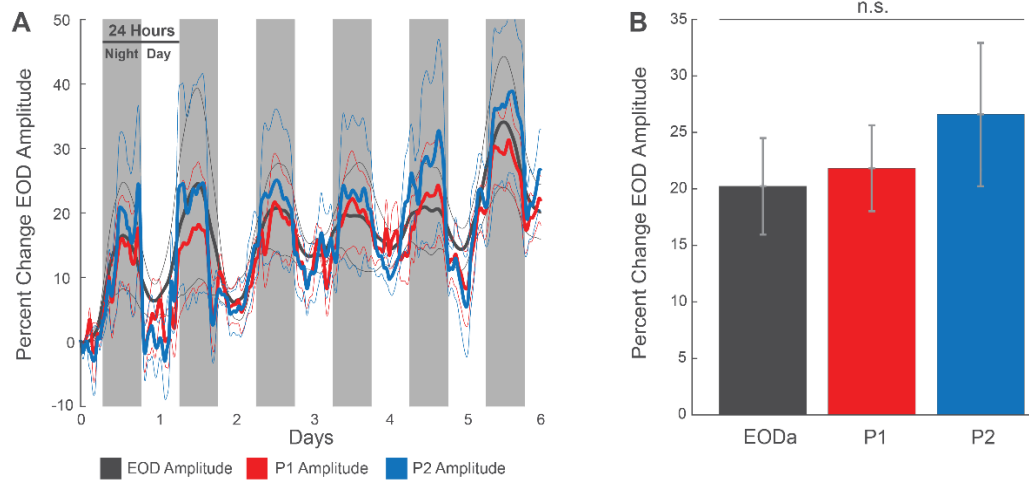 A
Percent Change EOD Amplitude
50
40
30
20
10
0
-10
24 Hours
Night Day
0 1 2 3 4 5 6
Days
EOD Amplitude P1 Amplitude P2 Amplitude
B
n.s.
Percent Change EOD Amplitude
35
30
25
20
15
10
5
0
EODa P1 P2